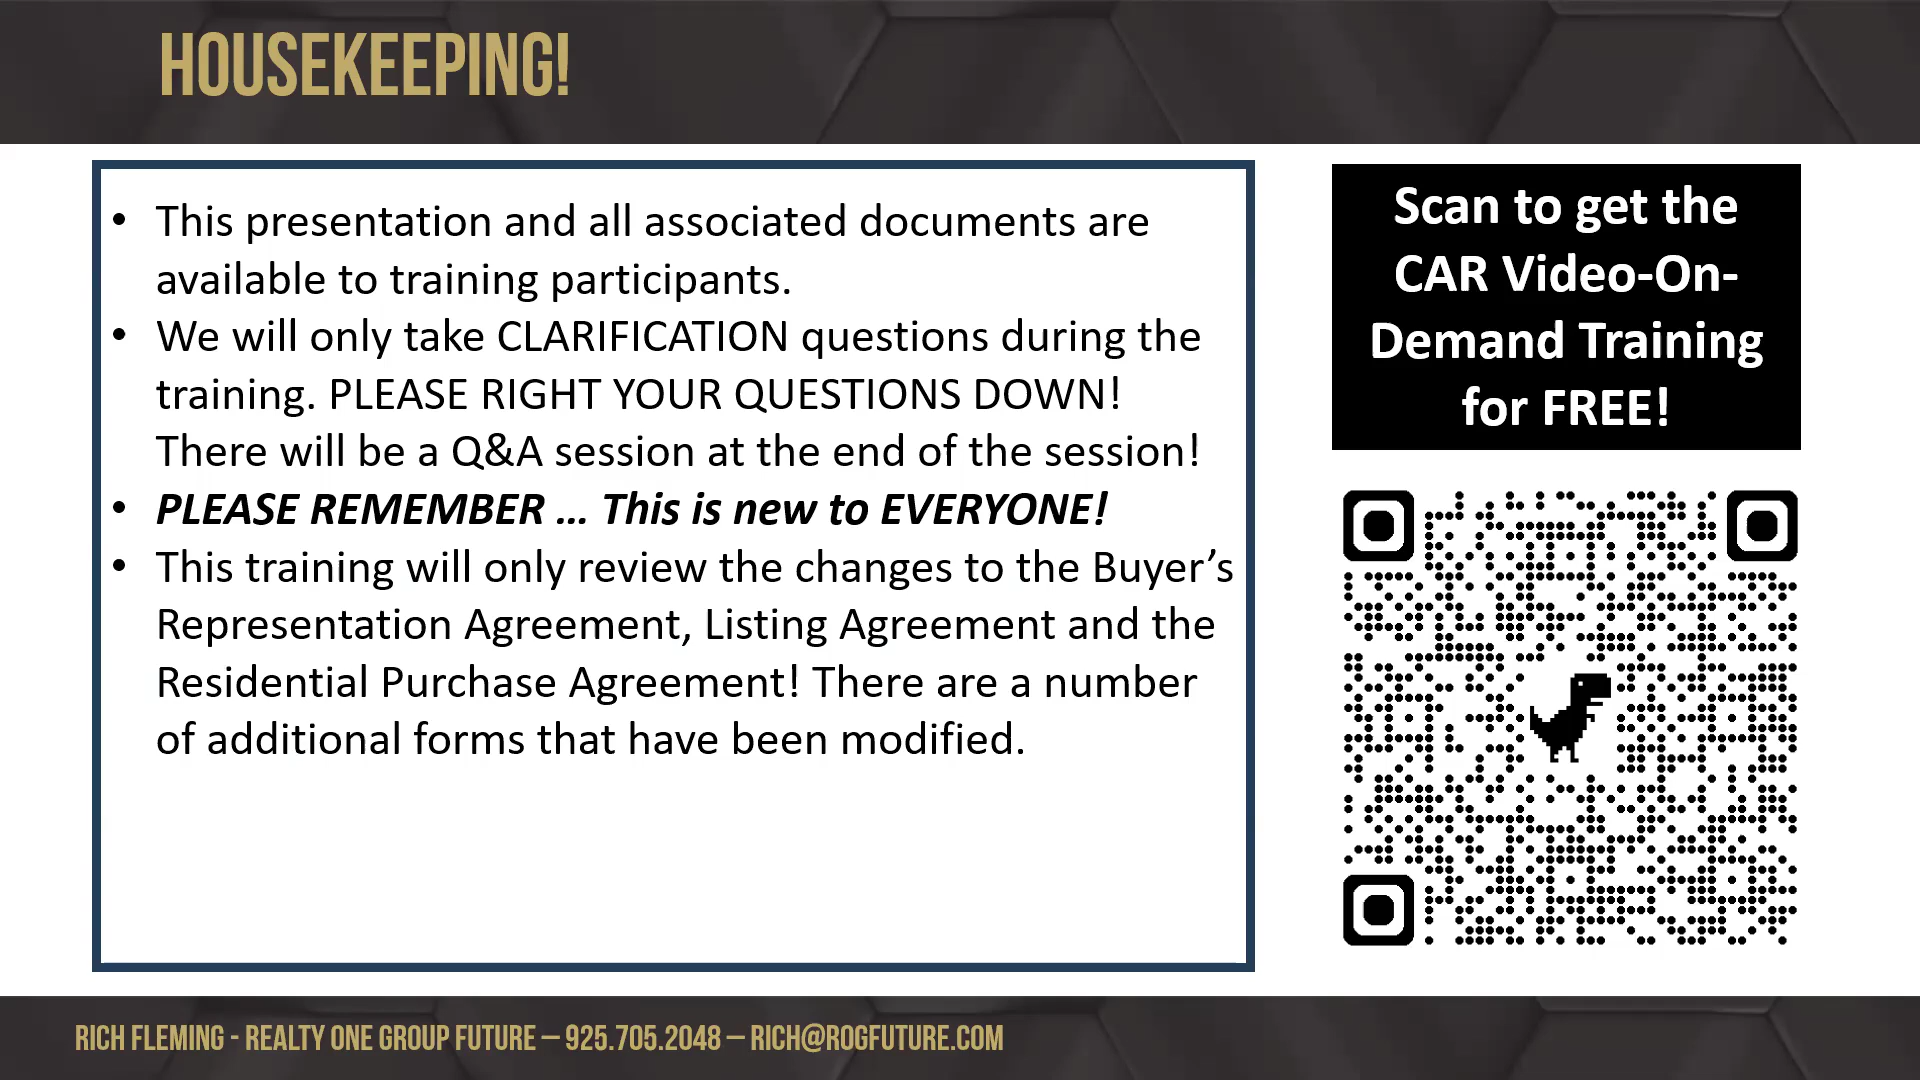 HOUSEKEEPING!
• This presentation and all associated documents are
available to training participants.
• We will only take CLARIFICATION questions during the
training. PLEASE RIGHT YOUR QUESTIONS DOWN!
There will be a Q&A session at the end of the session!
• PLEASE REMEMBER … This is new to EVERYONE!
• This training will only review the changes to the Buyer’s
Representation Agreement, Listing Agreement and the
Residential Purchase Agreement! There are a number
of additional forms that have been modified.
Scan to get the
CAR Video-On-
Demand Training
for FREE!
RICH FLEMING - REALTY ONE GROUP FUTURE – 925.705.2048 – RICH@ROGFUTURE.COM